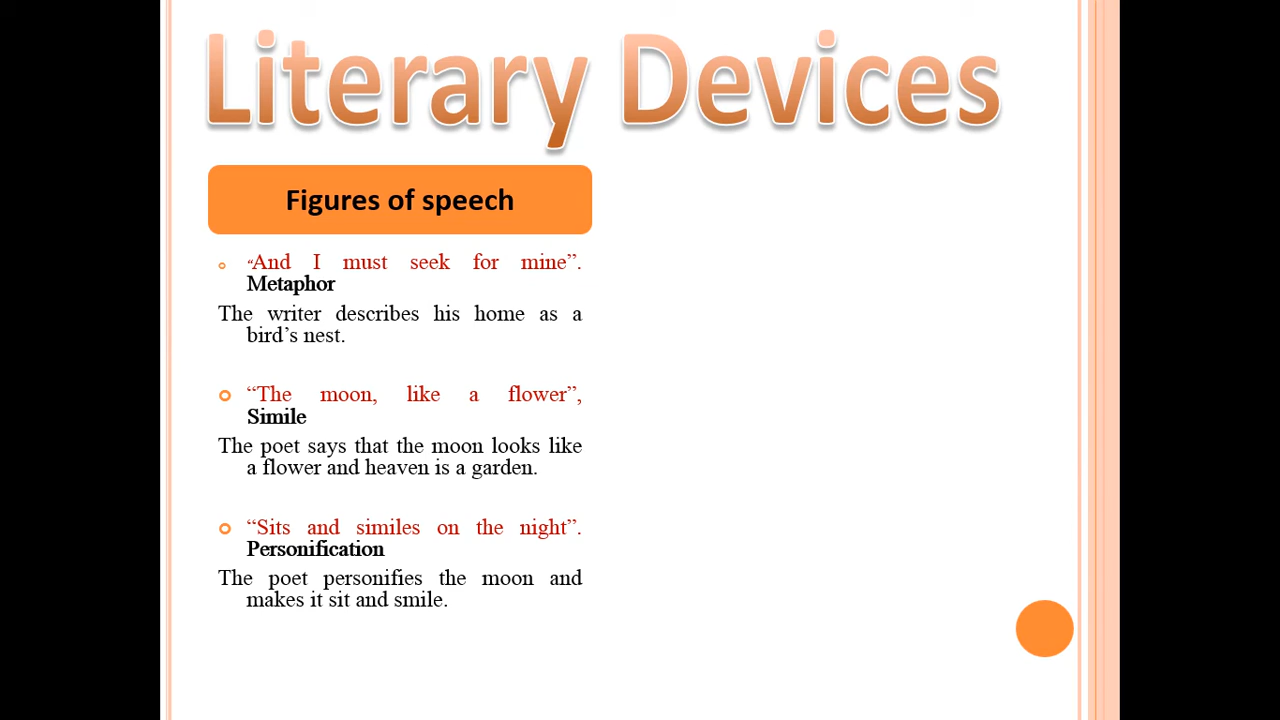 Literary Devices
Figures of speech
“And I must seek for mine”.
Metaphor
The writer describes his home as a
bird’s nest.
“The moon, like a flower”,
Simile
The poet says that the moon looks like
a flower and heaven is a garden.
“Sits and similes on the night”.
Personification
The poet personifies the moon and
makes it sit and smile.